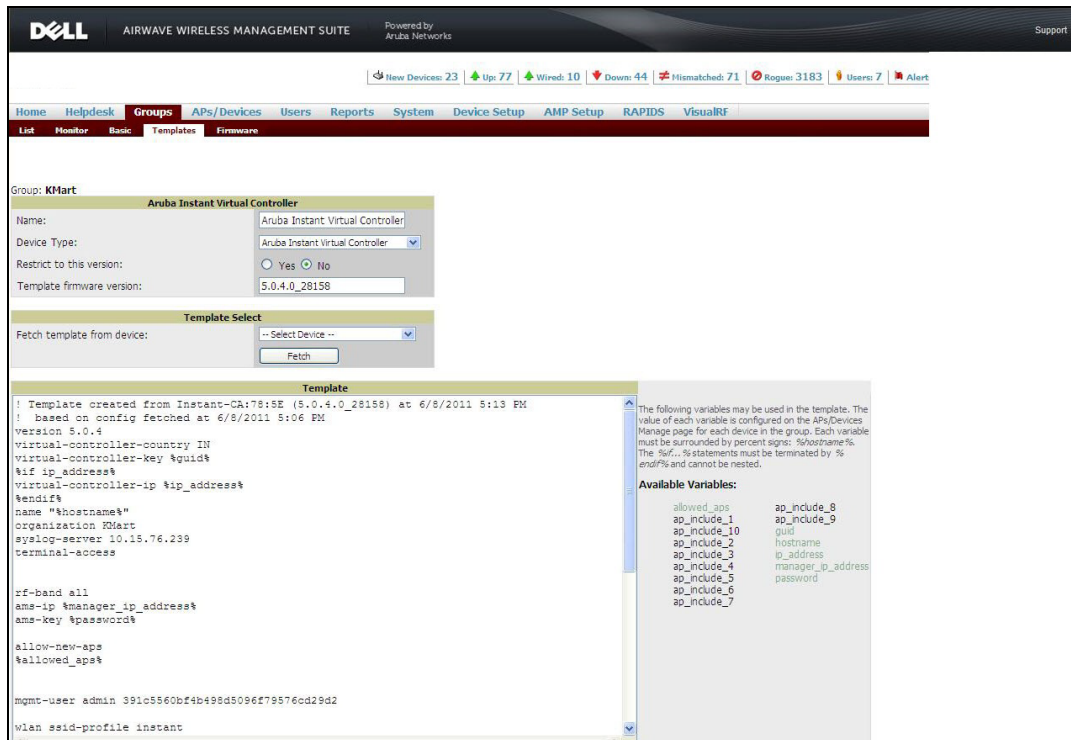 DELL AIRWAVE WIRELESS MANAGEMENT SUITE Powered by
Aruba Networks
Support
New Devices: 23 Up: 77 Wired: 10 Down: 44 Mismatched: 71 Rogue: 3183 Users: 7 Alert
Home Helpdesk Groups APs/Devices Users Reports System Device Setup AMP Setup RAPIDS VisualRF
List Monitor Basic Templates Firmware
Group: KMart
Aruba Instant Virtual Controller
Name: Aruba Instant Virtual Controller
Device Type: Aruba Instant Virtual Controller
Restrict to this version: Yes No
Template firmware version: 5.0.4.0_28158
Template Select
Fetch template from device: -- Select Device --
Fetch
Template
! Template created from Instant-CA:78:5E (5.0.4.0_28158) at 6/8/2011 5:13 PM
! based on config fetched at 6/8/2011 5:06 PM
version 5.0.4
virtual-controller-country IN
virtual-controller-key %guid%
%if ip_address%
virtual-controller-ip %ip_address%
%endif%
name "%hostname%"
organization KMart
syslog-server 10.15.76.239
terminal-access
rf-band all
ams-ip %manager_ip_address%
ams-key %password%
allow-new-aps
%allowed_aps%
mgmt-user admin 391c5560bf4b498d5096f79576cd29d2
wlan ssid-profile instant
The following variables may be used in the template. The
value of each variable is configured on the APs/Devices
Manage page for each device in the group. Each variable
must be surrounded by percent signs: %hostname%.
The %if... % statements must be terminated by %
endif% and cannot be nested.
Available Variables:
allowed_aps ap_include_8
ap_include_1 ap_include_9
ap_include_10 guid
ap_include_2 hostname
ap_include_3 ip_address
ap_include_4 manager_ip_address
ap_include_5 password
ap_include_6
ap_include_7